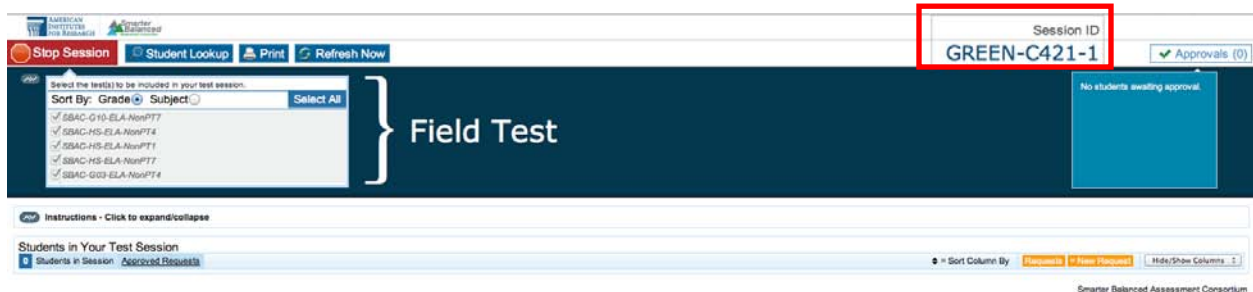 AMERICAN
INSTITUTES
FOR RESEARCH
Smarter
Balanced
Session ID
Stop Session Student Lookup Print Refresh Now GREEN-C421-1 Approvals (0)
Select the test(s) to be included in your test session.
Sort By: Grade Subject Select All
SBAC-G10-ELA-NonPT7
SBAC-HS-ELA-NonPT4
SBAC-HS-ELA-NonPT1
SBAC-HS-ELA-NonPT7
SBAC-G03-ELA-NonPT4
Field Test
No students awaiting approval.
Instructions - Click to expand/collapse
Students in Your Test Session
0 Students in Session Approved Requests = Sort Column By Requests = New Request Hide/Show Columns
Smarter Balanced Assessment Consortium